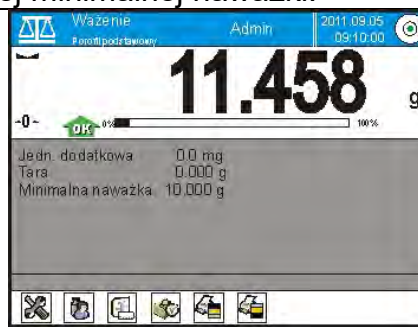 ej minimalnej naważki.
Ważenie
Admin
2011.09.05
09:10:00
11.458 g
-0-
OK
0%
100%
Jedn. dodatkowa 0.0 mg
Tara 0.000 g
Minimalna naważka 10.000 g